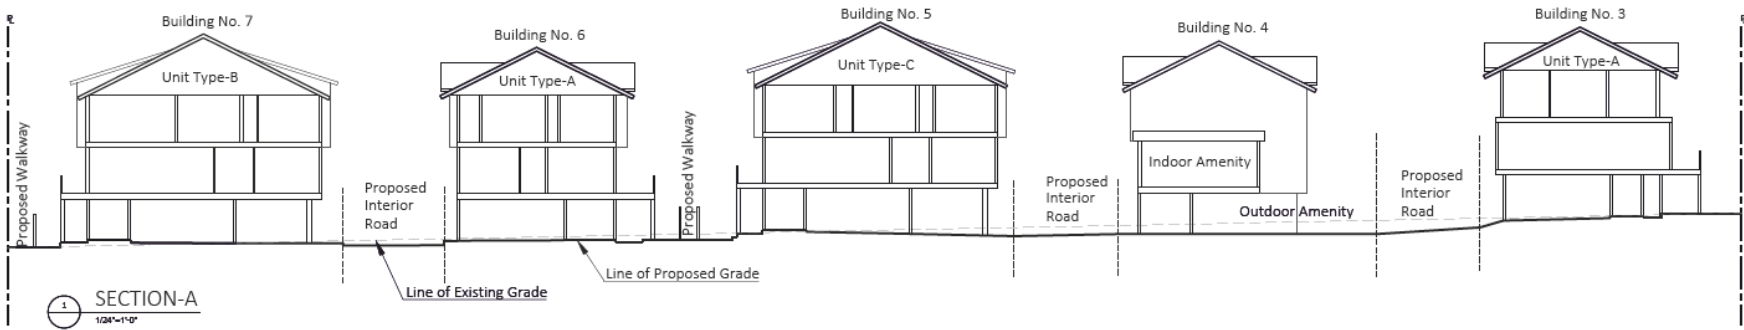 Building No. 7
Building No. 6
Building No. 5
Building No. 4
Building No. 3
Unit Type-B
Unit Type-A
Unit Type-C
Unit Type-A
Proposed Walkway
Proposed
Interior
Road
Proposed Walkway
Proposed
Interior
Road
Indoor Amenity
Outdoor Amenity
Proposed
Interior
Road
Line of Proposed Grade
Line of Existing Grade
1
SECTION-A
1/24"=1'-0"